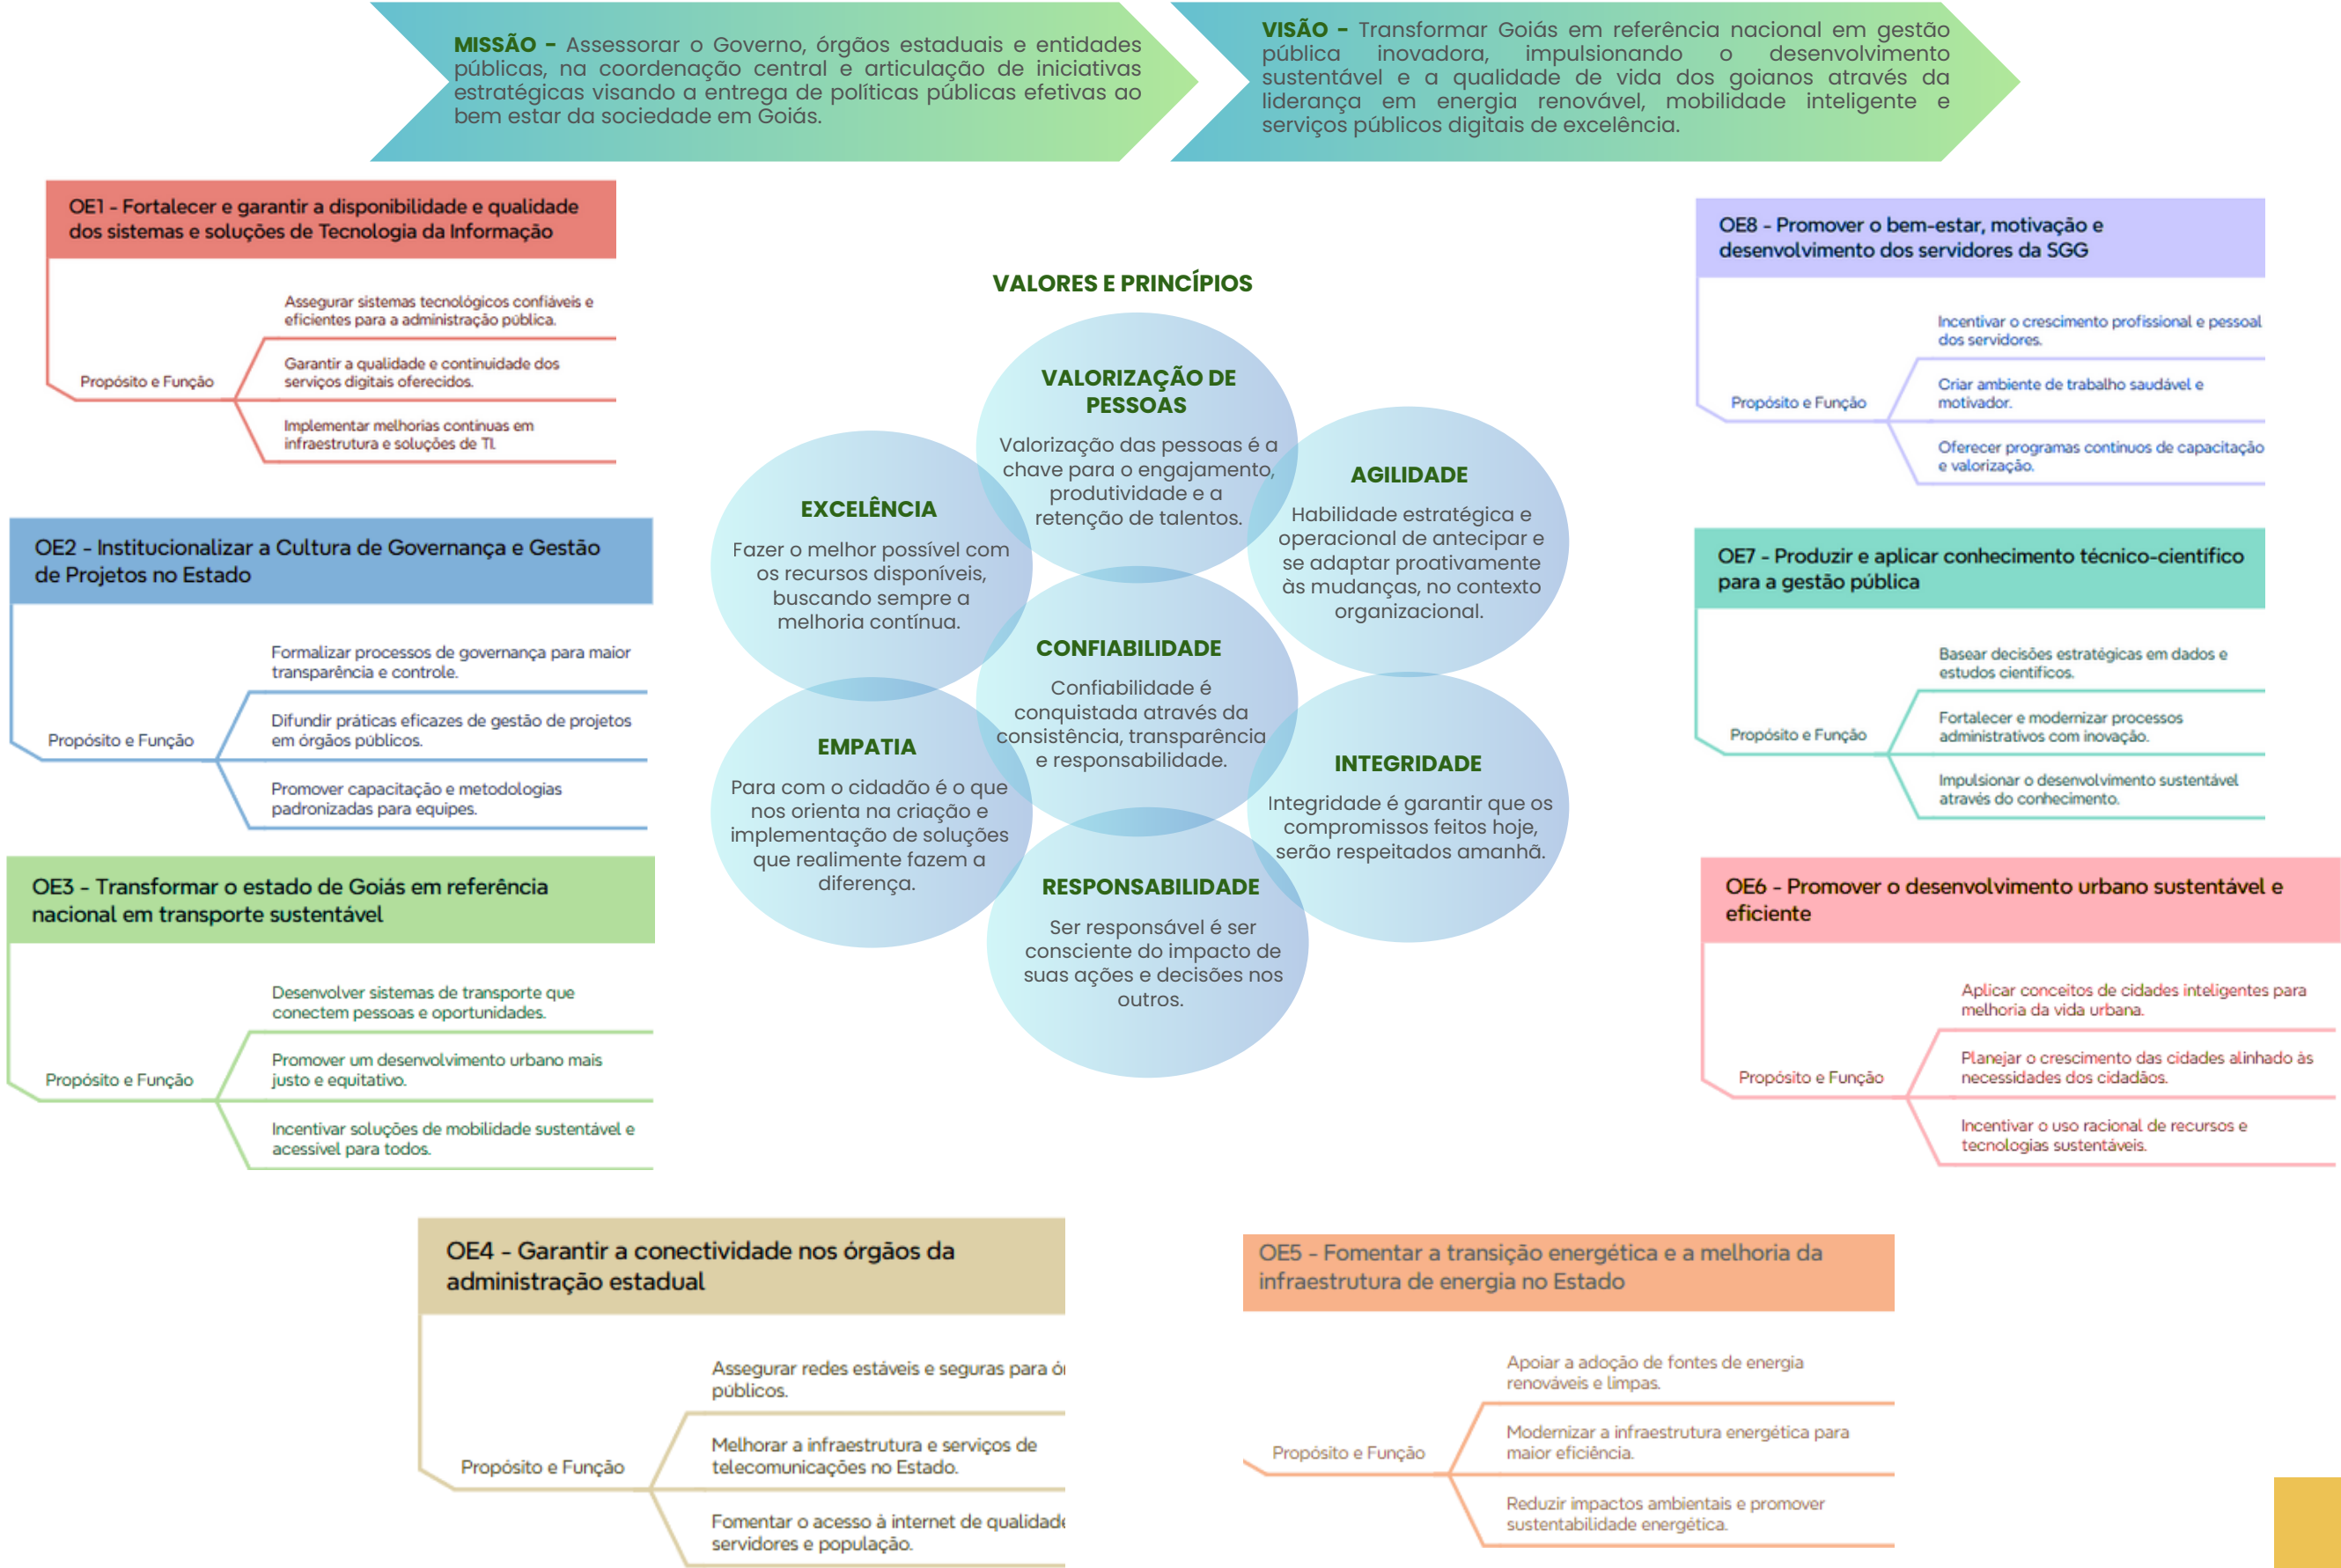 MISSÃO - Assessorar o Governo, órgãos estaduais e entidades
públicas, na coordenação central e articulação de iniciativas
estratégicas visando a entrega de políticas públicas efetivas ao
bem estar da sociedade em Goiás.
VISÃO - Transformar Goiás em referência nacional em gestão
pública inovadora, impulsionando o desenvolvimento
sustentável e a qualidade de vida dos goianos através da
liderança em energia renovável, mobilidade inteligente e
serviços públicos digitais de excelência.
OE1 - Fortalecer e garantir a disponibilidade e qualidade
dos sistemas e soluções de Tecnologia da Informação
Propósito e Função
Assegurar sistemas tecnológicos confiáveis e
eficientes para a administração pública.
Garantir a qualidade e continuidade dos
serviços digitais oferecidos.
Implementar melhorias contínuas em
infraestrutura e soluções de TI.
OE2 - Institucionalizar a Cultura de Governança e Gestão
de Projetos no Estado
Propósito e Função
Formalizar processos de governança para maior
transparência e controle.
Difundir práticas eficazes de gestão de projetos
em órgãos públicos.
Promover capacitação e metodologias
padronizadas para equipes.
OE3 - Transformar o estado de Goiás em referência
nacional em transporte sustentável
Propósito e Função
Desenvolver sistemas de transporte que
conectem pessoas e oportunidades.
Promover um desenvolvimento urbano mais
justo e equitativo.
Incentivar soluções de mobilidade sustentável e
acessível para todos.
VALORES E PRINCÍPIOS
VALORIZAÇÃO DE
PESSOAS
Valorização das pessoas é a
chave para o engajamento,
produtividade e a
retenção de talentos.
EXCELÊNCIA
Fazer o melhor possível com
os recursos disponíveis,
buscando sempre a
melhoria contínua.
AGILIDADE
Habilidade estratégica e
operacional de antecipar e
se adaptar proativamente
às mudanças, no contexto
organizacional.
CONFIABILIDADE
Confiabilidade é
conquistada através da
consistência, transparência
e responsabilidade.
EMPATIA
Para com o cidadão é o que
nos orienta na criação e
implementação de soluções
que realimente fazem a
diferença.
INTEGRIDADE
Integridade é garantir que os
compromissos feitos hoje,
serão respeitados amanhã.
RESPONSABILIDADE
Ser responsável é ser
consciente do impacto de
suas ações e decisões nos
outros.
OE8 - Promover o bem-estar, motivação e
desenvolvimento dos servidores da SGG
Propósito e Função
Incentivar o crescimento profissional e pessoal
dos servidores.
Criar ambiente de trabalho saudável e
motivador.
Oferecer programas contínuos de capacitação
e valorização.
OE7 - Produzir e aplicar conhecimento técnico-científico
para a gestão pública
Propósito e Função
Basear decisões estratégicas em dados e
estudos científicos.
Fortalecer e modernizar processos
administrativos com inovação.
Impulsionar o desenvolvimento sustentável
através do conhecimento.
OE6 - Promover o desenvolvimento urbano sustentável e
eficiente
Propósito e Função
Aplicar conceitos de cidades inteligentes para
melhoria da vida urbana.
Planejar o crescimento das cidades alinhado às
necessidades dos cidadãos.
Incentivar o uso racional de recursos e
tecnologias sustentáveis.
OE4 - Garantir a conectividade nos órgãos da
administração estadual
Propósito e Função
Assegurar redes estáveis e seguras para
públicos.
Melhorar a infraestrutura e serviços de
telecomunicações no Estado.
Fomentar o acesso à internet de qualidade
servidores e população.
OE5 - Fomentar a transição energética e a melhoria da
infraestrutura de energia no Estado
Propósito e Função
Apoiar a adoção de fontes de energia
renováveis e limpas.
Modernizar a infraestrutura energética para
maior eficiência.
Reduzir impactos ambientais e promover
sustentabilidade energética.